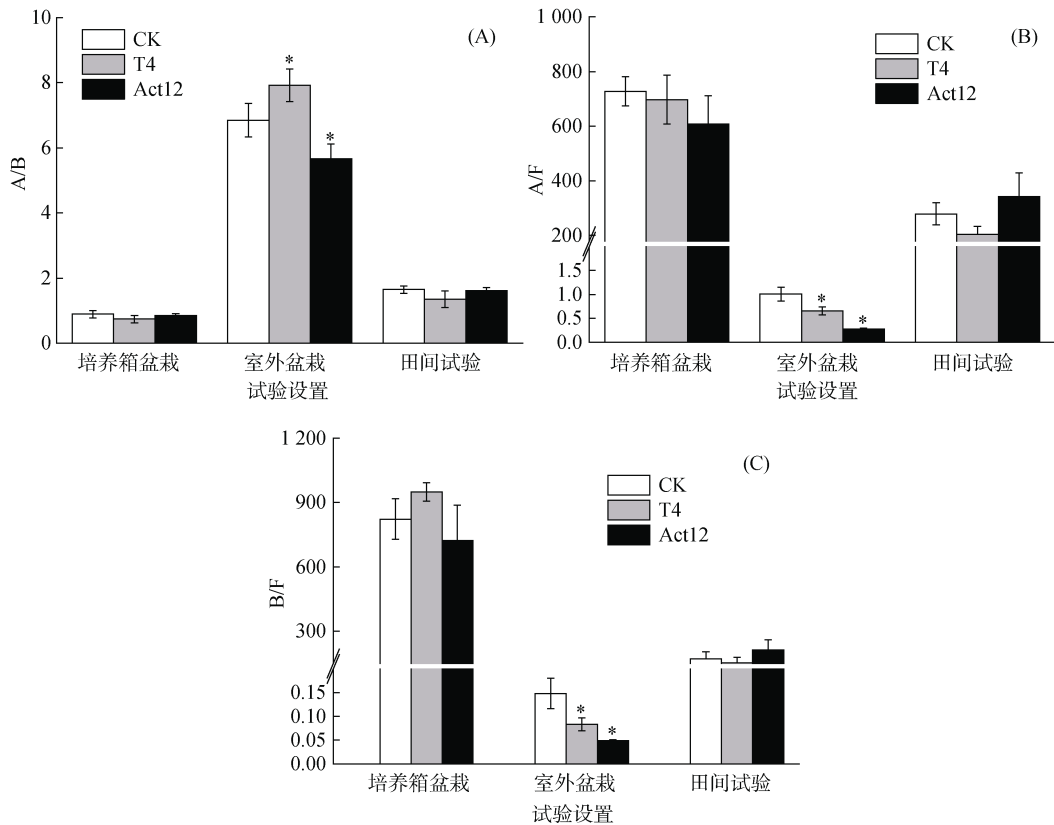 (A)
CK
T4
Act12
A/B
10
8
6
4
2
0
*
*
培养箱盆栽 室外盆栽 田间试验
试验设置
(B)
CK
T4
Act12
A/F
1 000
800
600
400
200
1.5
1.0
0.5
0.0
*
*
培养箱盆栽 室外盆栽 田间试验
试验设置
(C)
CK
T4
Act12
B/F
1 200
900
600
300
0.15
0.10
0.05
0.00
*
*
培养箱盆栽 室外盆栽 田间试验
试验设置